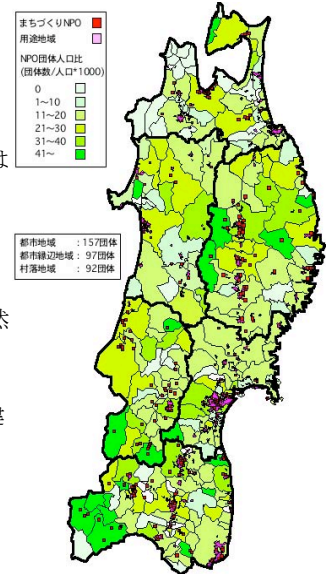 まちづくりNPO
用途地域
NPO団体人口比
(団体数/人口*1000)
0
1~10
11~20
21~30
31~40
41~
は
都市地域 : 157団体
都市縁辺地域 : 97団体
村落地域 : 92団体